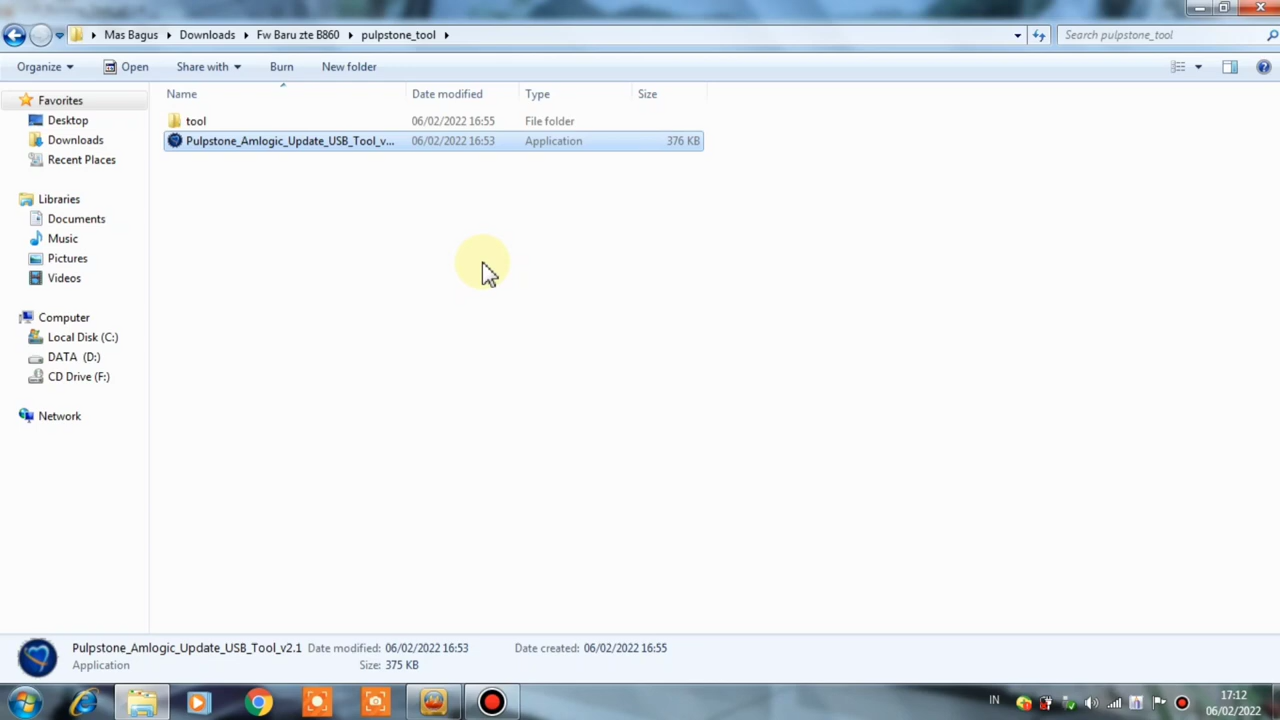 Mas Bagus Downloads Fw Baru zte B860 pulpstone_tool
Search pulpstone_tool
Organize Open Share with Burn New folder
Favorites
Desktop
Downloads
Recent Places
Libraries
Documents
Music
Pictures
Videos
Computer
Local Disk (C:)
DATA (D:)
CD Drive (F:)
Network
Name Date modified Type Size
tool 06/02/2022 16:55 File folder
Pulpstone_Amlogic_Update_USB_Tool_v... 06/02/2022 16:53 Application 376 KB
Pulpstone_Amlogic_Update_USB_Tool_v2.1 Date modified: 06/02/2022 16:53 Date created: 06/02/2022 16:55
Application Size: 375 KB
IN
17:12
06/02/2022